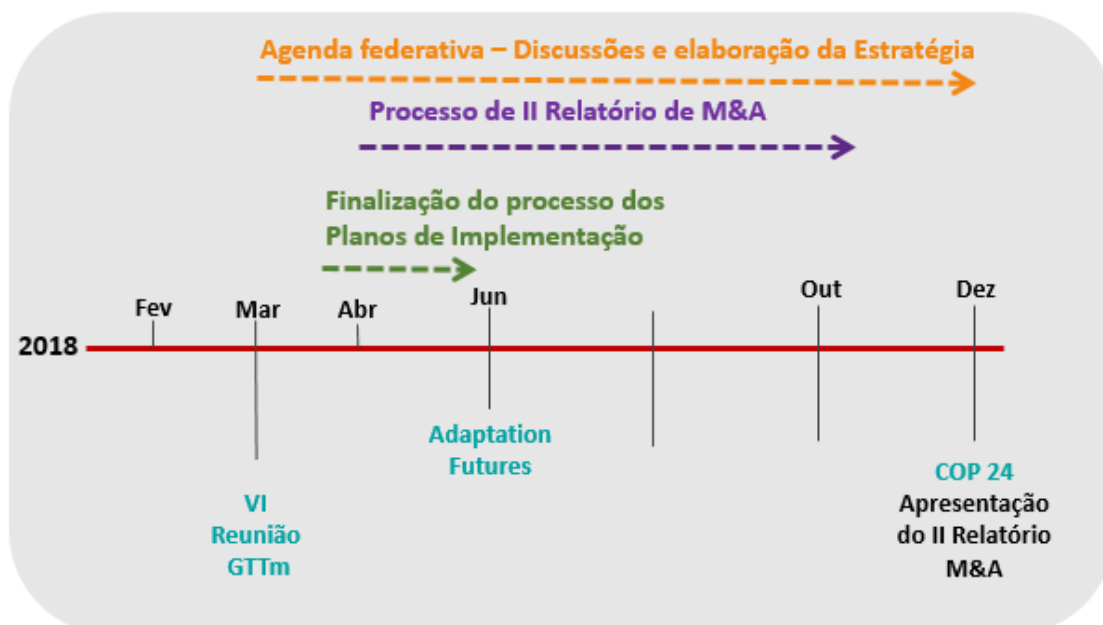 Agenda federativa – Discussões e elaboração da Estratégia
Processo de II Relatório de M&A
Finalização do processo dos
Planos de Implementação
Fev
Mar
Abr
Jun
Out
Dez
2018
Adaptation
Futures
VI
Reunião
GTTm
COP 24
Apresentação
do II Relatório
M&A